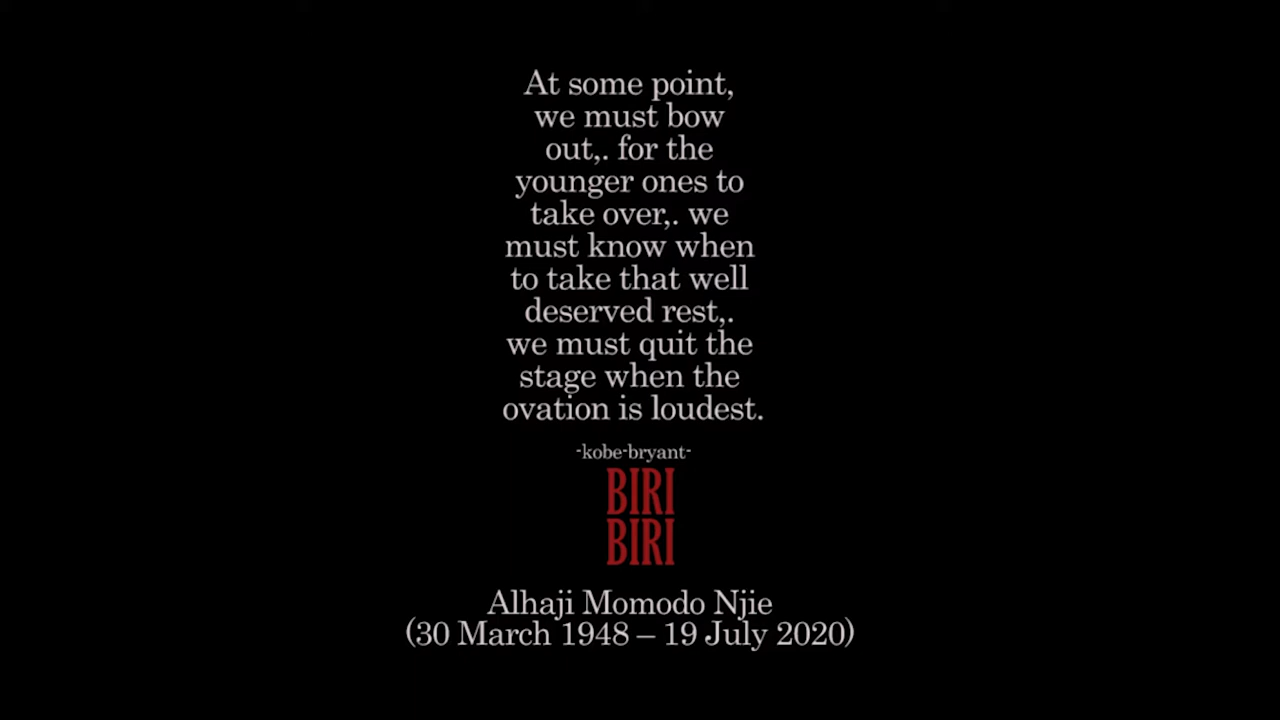 At some point,
we must bow
out,. for the
younger ones to
take over,. we
must know when
to take that well
deserved rest,.
we must quit the
stage when the
ovation is loudest.
-kobe-bryant-
BIRI
BIRI
Alhaji Momodo Njie
(30 March 1948 – 19 July 2020)